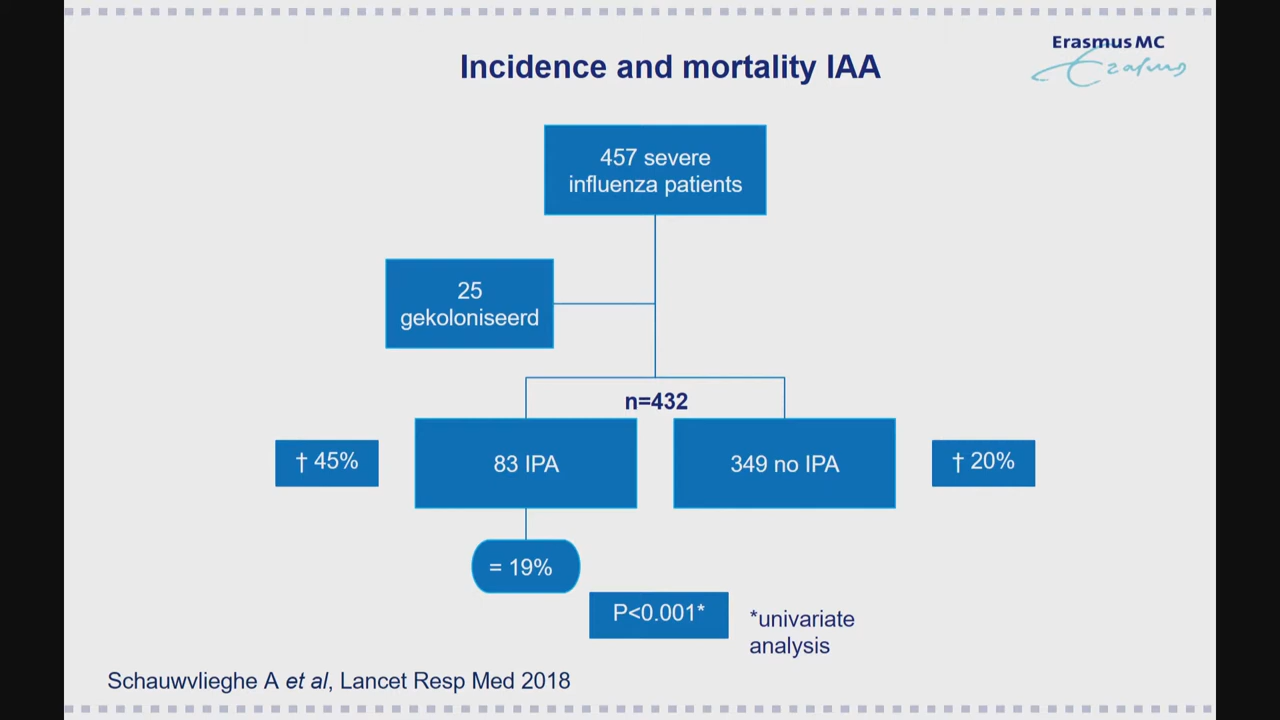 Erasmus MC
Erasmus
Incidence and mortality IAA
457 severe
influenza patients
25
gekoloniseerd
n=432
† 45%
83 IPA
349 no IPA
† 20%
= 19%
P<0.001*
*univariate
analysis
Schauwvlieghe A et al, Lancet Resp Med 2018